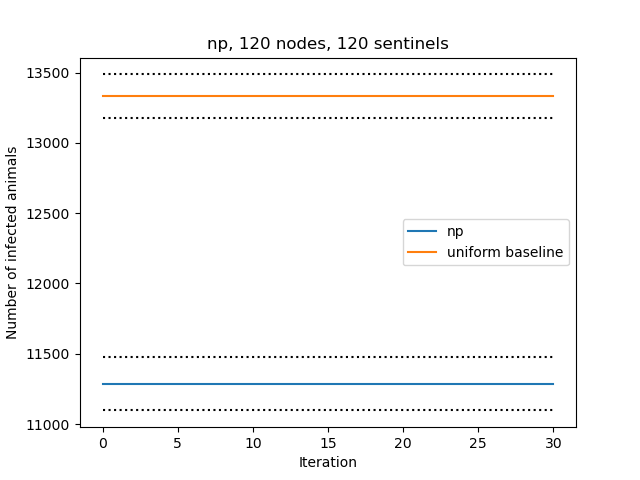 np, 120 nodes, 120 sentinels
Number of infected animals
13500
13000
12500
12000
11500
11000
np
uniform baseline
0 5 10 15 20 25 30
Iteration